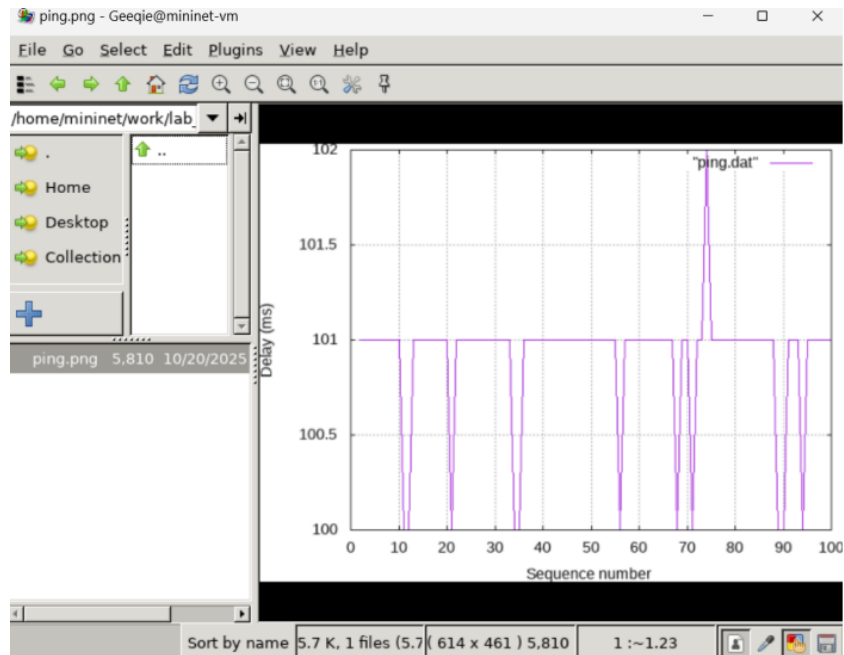 ping.png - Geeqie@mininet-vm
File Go Select Edit Plugins View Help
/home/mininet/work/lab_
.
..
Home
Desktop
Collection
ping.png 5,810 10/20/2025
102
"ping.dat"
101.5
101
100.5
100
Delay (ms)
0 10 20 30 40 50 60 70 80 90 100
Sequence number
Sort by name 5.7 K, 1 files (5.7 ( 614 x 461 ) 5,810 1 :~1.23